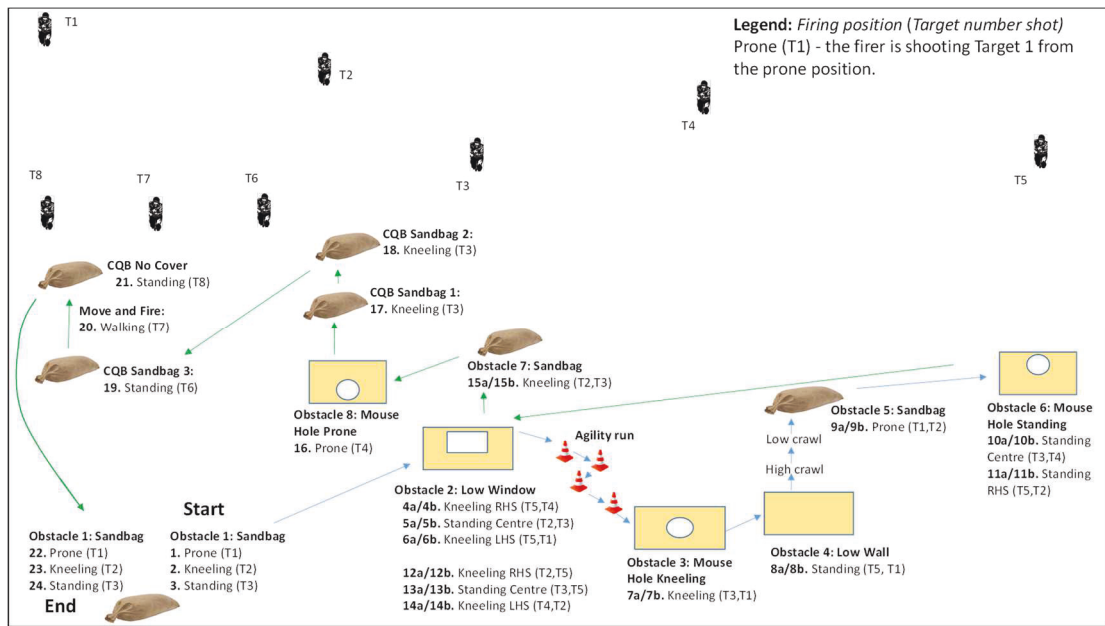 T1
Legend: Firing position (Target number shot)
Prone (T1) - the firer is shooting Target 1 from
the prone position.
T2
T4
T3
T5
T8
T7
T6
CQB Sandbag 2:
18. Kneeling (T3)
CQB No Cover
21. Standing (T8)
CQB Sandbag 1:
17. Kneeling (T3)
Move and Fire:
20. Walking (T7)
CQB Sandbag 3:
19. Standing (T6)
Obstacle 7: Sandbag
15a/15b. Kneeling (T2,T3)
Obstacle 8: Mouse
Hole Prone
16. Prone (T4)
Obstacle 5: Sandbag
9a/9b. Prone (T1,T2)
Obstacle 6: Mouse
Hole Standing
10a/10b. Standing
Centre (T3,T4)
11a/11b. Standing
RHS (T5,T2)
Agility run
Low crawl
High crawl
Obstacle 2: Low Window
4a/4b. Kneeling RHS (T5,T4)
5a/5b. Standing Centre (T2,T3)
6a/6b. Kneeling LHS (T5,T1)
12a/12b. Kneeling RHS (T2,T5)
13a/13b. Standing Centre (T3,T5)
14a/14b. Kneeling LHS (T4,T2)
Obstacle 3: Mouse
Hole Kneeling
7a/7b. Kneeling (T3,T1)
Obstacle 4: Low Wall
8a/8b. Standing (T5, T1)
Start
Obstacle 1: Sandbag
1. Prone (T1)
2. Kneeling (T2)
3. Standing (T3)
Obstacle 1: Sandbag
22. Prone (T1)
23. Kneeling (T2)
24. Standing (T3)
End